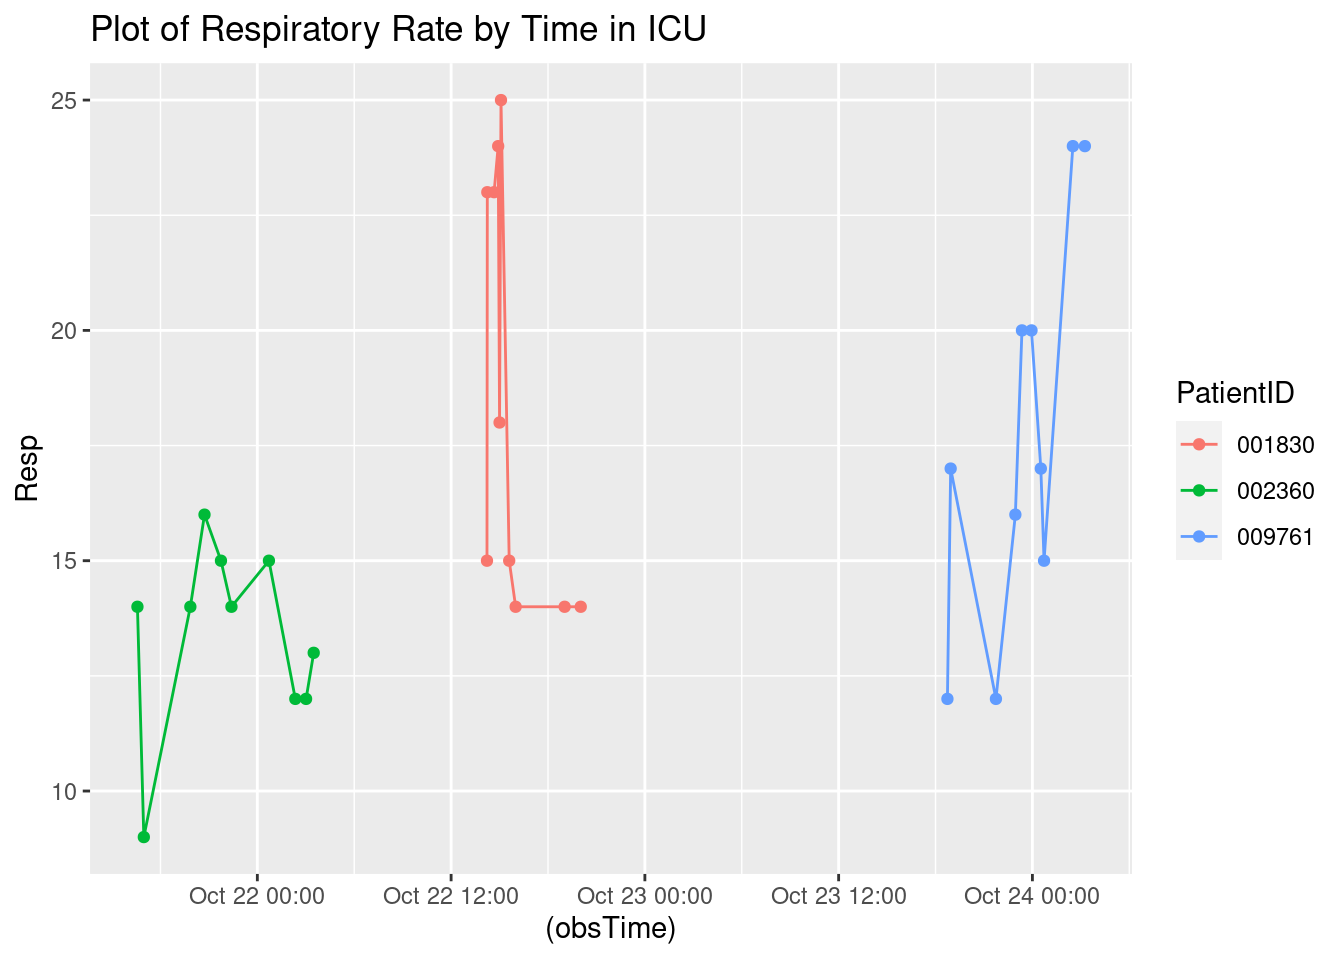 Plot of Respiratory Rate by Time in ICU
25
20
15
10
Resp
Oct 22 00:00 Oct 22 12:00 Oct 23 00:00 Oct 23 12:00 Oct 24 00:00
(obsTime)
PatientID
001830
002360
009761